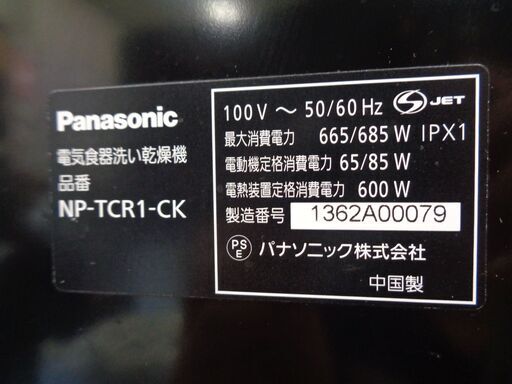 Panasonic
電気食器洗い乾燥機
品番
NP-TCR1-CK
100 V ～ 50/60 Hz JET
最大消費電力 665/685 W IPX1
電動機定格消費電力 65/85 W
電熱装置定格消費電力 600 W
製造番号 1362A00079
PSE パナソニック株式会社
中国製